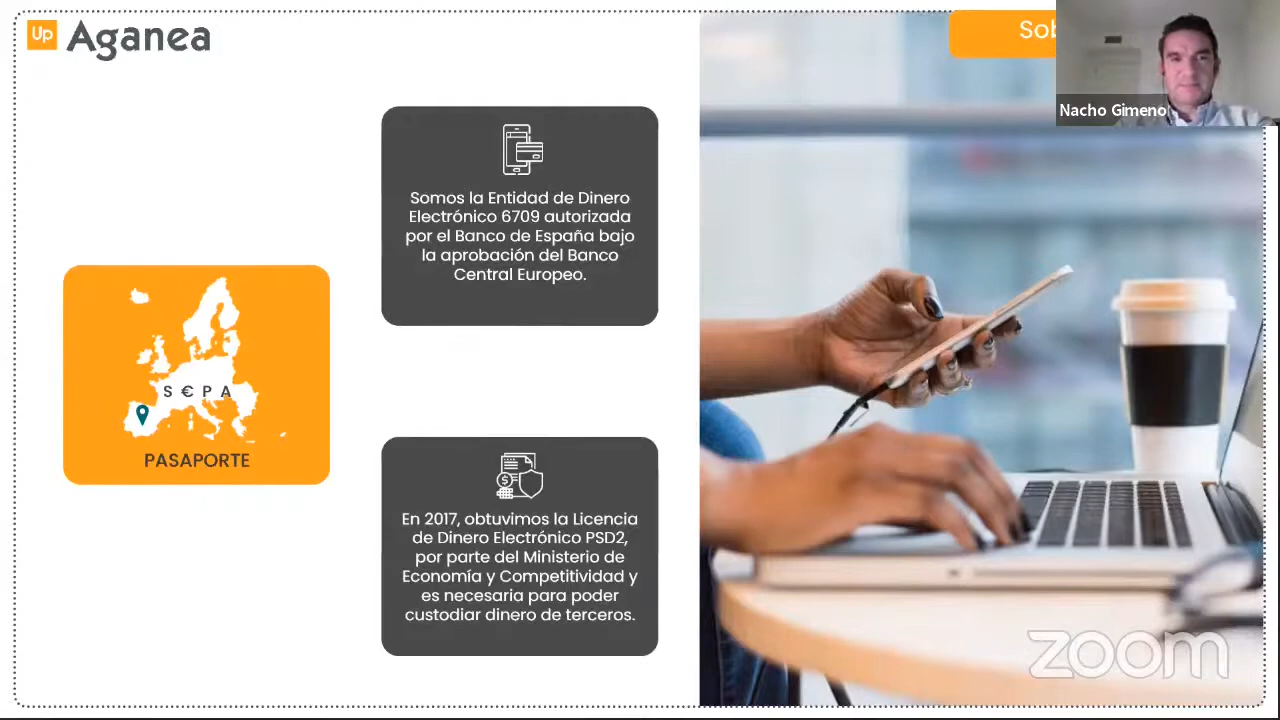 Up Aganea
Somos la Entidad de Dinero
Electrónico 6709 autorizada
por el Banco de España bajo
la aprobación del Banco
Central Europeo.
S € P A
PASAPORTE
En 2017, obtuvimos la Licencia
de Dinero Electrónico PSD2,
por parte del Ministerio de
Economía y Competitividad y
es necesaria para poder
custodiar dinero de terceros.
Nacho Gimeno
zoom